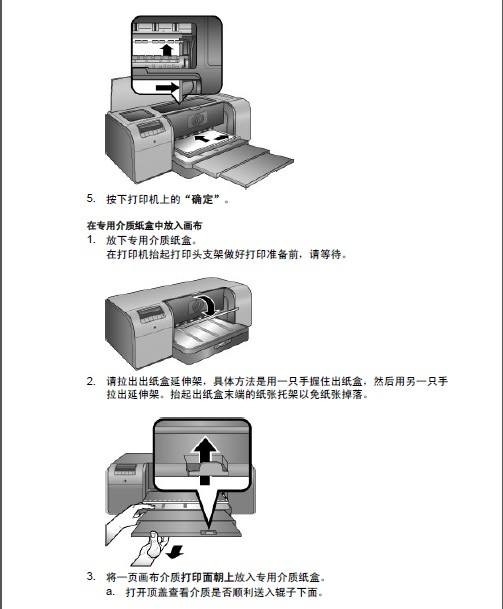 5. 按下打印机上的“确定”。
在专用介质纸盒中放入画布
1. 放下专用介质纸盒。
在打印机抬起打印头支架做好打印准备前，请等待。
2. 请拉出出纸盒延伸架，具体方法是用一只手握住出纸盒，然后用另一只手
拉出延伸架。抬起出纸盒末端的纸张托架以免纸张掉落。
3. 将一页画布介质打印面朝上放入专用介质纸盒。
a. 打开顶盖查看介质是否顺利送入辊子下面。